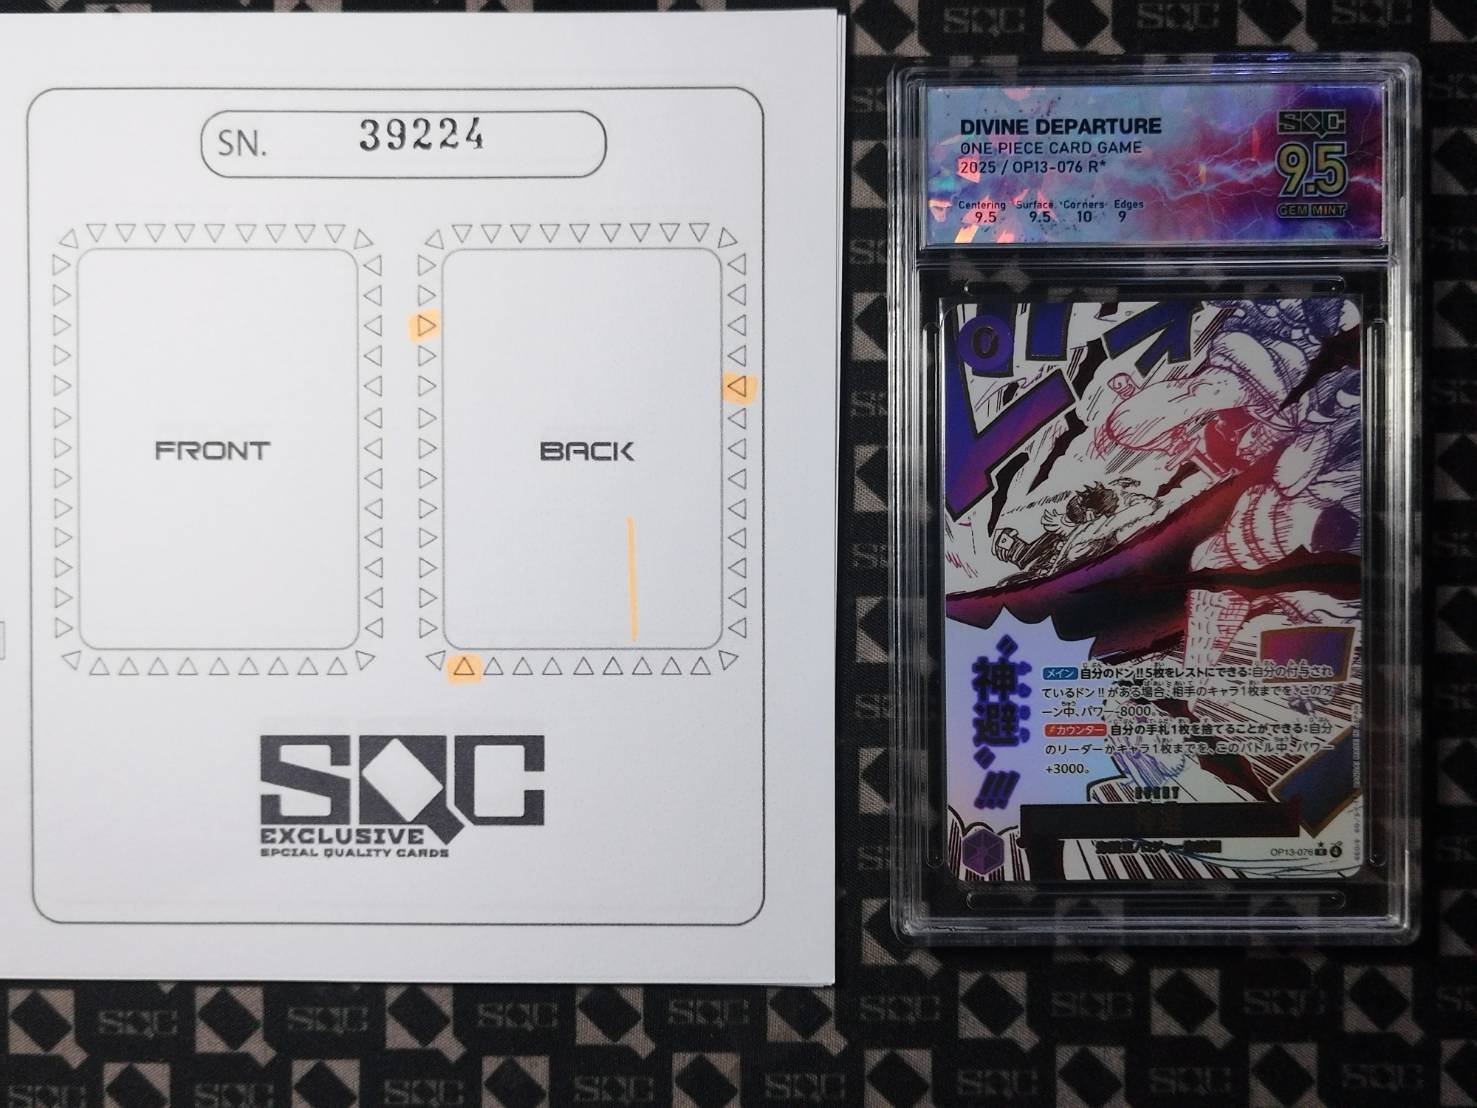 SN. 39224
FRONT
BACK
SQC
EXCLUSIVE
SPCIAL QUALITY CARDS
DIVINE DEPARTURE
ONE PIECE CARD GAME
2025 / OP13-076 R*
Centering Surface Corners Edges
9.5 9.5 10 9
SQC
9.5
GEM MINT
0
"神避"!!!
メイン 自分のドン!!5枚をレストにできる:自分の付与され
ているドン!!がある場合、相手のキャラ1枚までを、このタ
ーン中、パワー-8000。
カウンター 自分の手札1枚を捨てることができる:自分
のリーダーかキャラ1枚までを、このバトル中、パワー
+3000。
EVENT
OP13-076 R